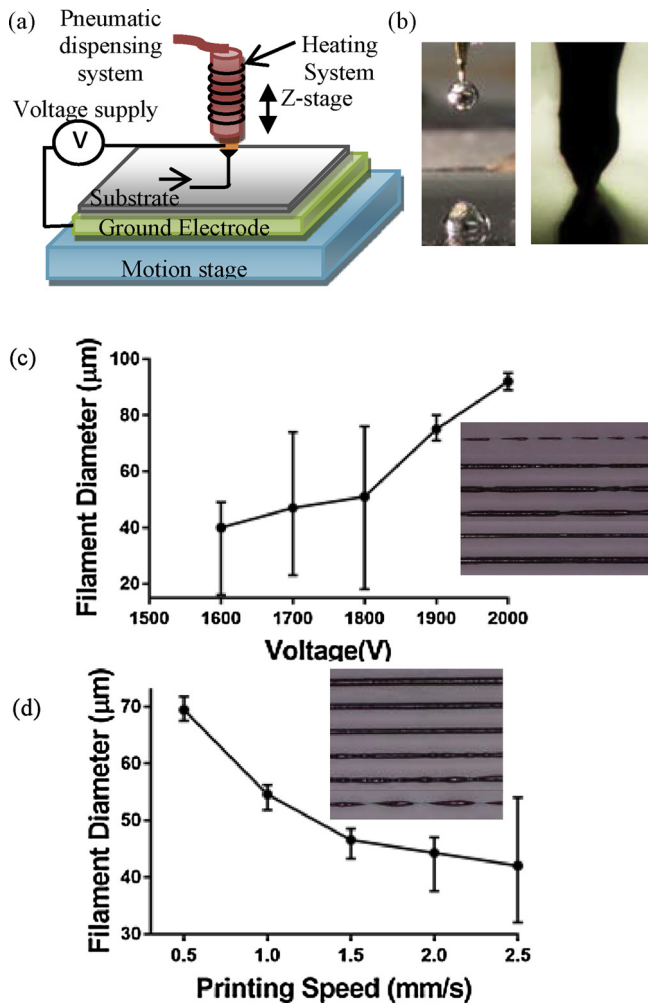 (a)
Pneumatic
dispensing
system
Heating
System
Z-stage
Voltage supply
V
Substrate
Ground Electrode
Motion stage
(b)
(c)
Filament Diameter (μm)
100
80
60
40
20
1500 1600 1700 1800 1900 2000
Voltage(V)
(d)
Filament Diameter (μm)
70
60
50
40
30
0.5 1.0 1.5 2.0 2.5
Printing Speed (mm/s)